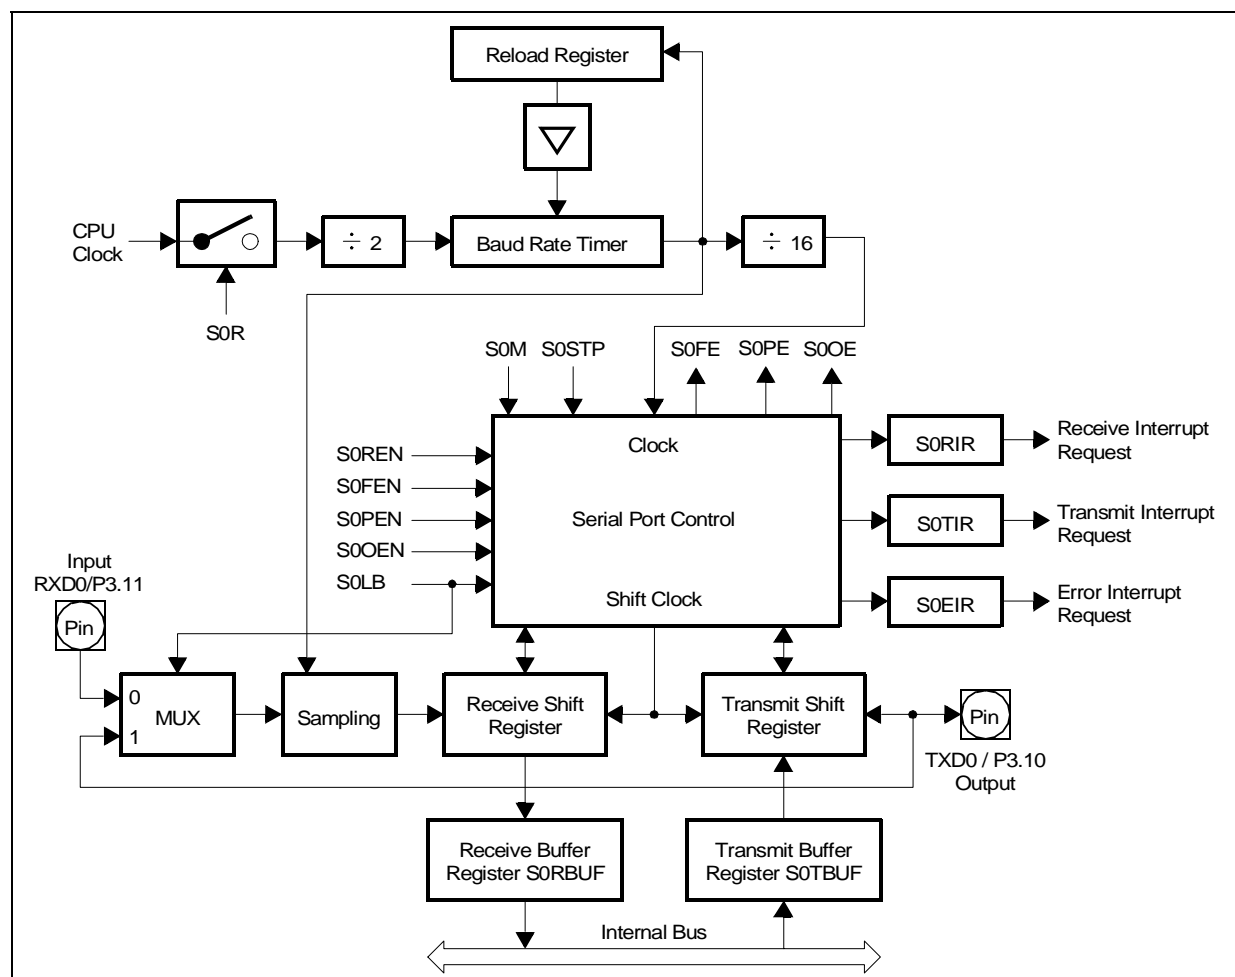 Reload Register
CPU
Clock
÷ 2
Baud Rate Timer
÷ 16
S0R
S0M
S0STP
S0FE
S0PE
S0OE
Clock
S0RIR
Receive Interrupt
Request
S0REN
S0FEN
S0PEN
S0OEN
S0LB
Serial Port Control
S0TIR
Transmit Interrupt
Request
Shift Clock
S0EIR
Error Interrupt
Request
Input
RXD0/P3.11
Pin
0
MUX
1
Sampling
Receive Shift
Register
Transmit Shift
Register
Pin
TXD0 / P3.10
Output
Receive Buffer
Register S0RBUF
Transmit Buffer
Register S0TBUF
Internal Bus